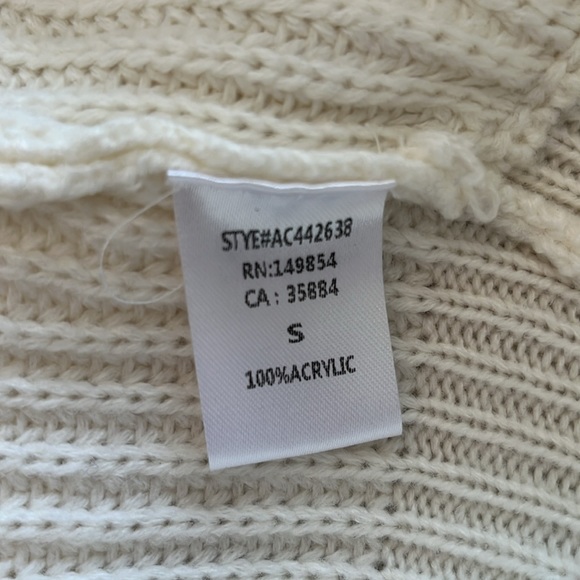 STYE#AC442638
RN:149854
CA : 35884
S
100%ACRYLIC